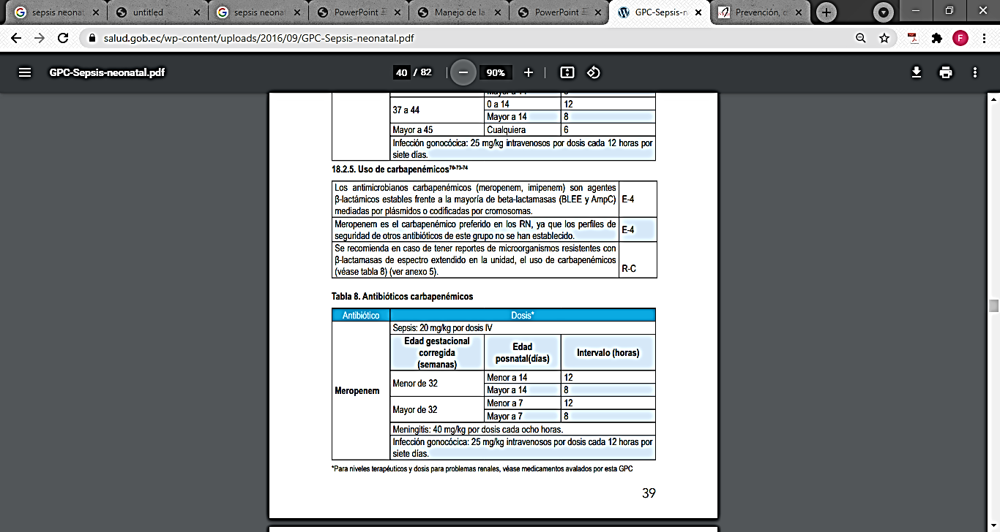 sepsis neonat
untitled
sepsis neonat
PowerPoint
Manejo de la
PowerPoint
GPC-Sepsis-n
Prevención,
salud.gob.ec/wp-content/uploads/2016/09/GPC-Sepsis-neonatal.pdf
F
GPC-Sepsis-neonatal.pdf
40 / 82
90%
37 a 44
0 a 14
12
Mayor a 14
8
Mayor a 45
Cualquiera
6
Infección gonocócica: 25 mg/kg intravenosos por dosis cada 12 horas por
siete días.
18.2.5. Uso de carbapenémicos⁷⁰⁻⁷³⁻⁷⁴
Los antimicrobianos carbapenémicos (meropenem, imipenem) son agentes
β-lactámicos estables frente a la mayoría de beta-lactamasas (BLEE y AmpC)
mediadas por plásmidos o codificadas por cromosomas.
E-4
Meropenem es el carbapenémico preferido en los RN, ya que los perfiles de
seguridad de otros antibióticos de este grupo no se han establecido.
E-4
Se recomienda en caso de tener reportes de microorganismos resistentes con
β-lactamasas de espectro extendido en la unidad, el uso de carbapenémicos
(véase tabla 8) (ver anexo 5).
R-C
Tabla 8. Antibióticos carbapenémicos
Antibiótico
Dosis*
Meropenem
Sepsis: 20 mg/kg por dosis IV
Edad gestacional
corregida
(semanas)
Edad
posnatal(días)
Intervalo (horas)
Menor de 32
Menor a 14
12
Mayor a 14
8
Mayor de 32
Menor a 7
12
Mayor a 7
8
Meningitis: 40 mg/kg por dosis cada ocho horas.
Infección gonocócica: 25 mg/kg intravenosos por dosis cada 12 horas por
siete días.
*Para niveles terapéuticos y dosis para problemas renales, véase medicamentos avalados por esta GPC
39